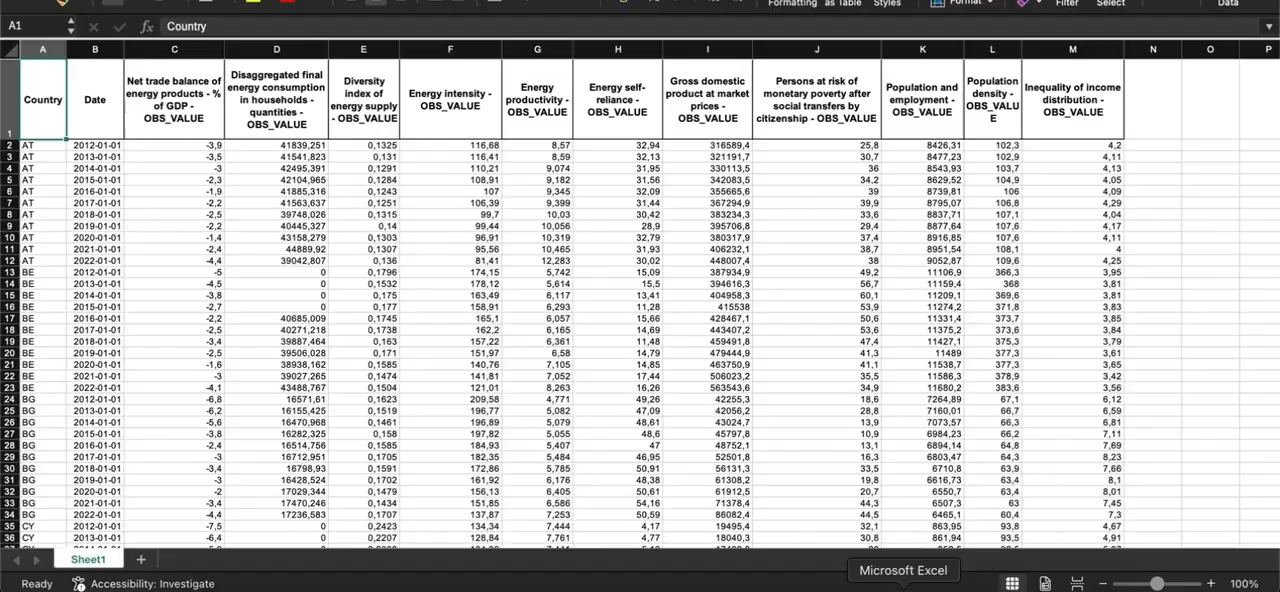 Formatting as Table Styles Format Filter Select Data
A1 fx Country
A B C D E F G H I J K L M N O P
1 Country Date Net trade balance of energy products - % of GDP - OBS_VALUE Disaggregated final energy consumption in households - quantities - OBS_VALUE Diversity index of energy supply - OBS_VALUE Energy intensity - OBS_VALUE Energy productivity - OBS_VALUE Energy self-reliance - OBS_VALUE Gross domestic product at market prices - OBS_VALUE Persons at risk of monetary poverty after social transfers by citizenship - OBS_VALUE Population and employment - OBS_VALUE Population density - OBS_VALUE Inequality of income distribution - OBS_VALUE
2 AT 2012-01-01 -3,9 41839,251 0,1325 116,68 8,57 32,94 316589,4 25,8 8426,31 102,3 4,2
3 AT 2013-01-01 -3,5 41541,823 0,131 116,41 8,59 32,13 321191,7 30,7 8477,23 102,9 4,11
4 AT 2014-01-01 -3 42495,391 0,1291 110,21 9,074 31,95 330113,5 36 8543,93 103,7 4,13
5 AT 2015-01-01 -2,3 42104,965 0,1284 108,91 9,182 31,56 342083,5 34,2 8629,52 104,9 4,05
6 AT 2016-01-01 -1,9 41885,316 0,1243 107 9,345 32,09 355665,6 39 8739,81 106 4,09
7 AT 2017-01-01 -2,2 41563,637 0,1251 106,39 9,399 31,44 367294,9 39,9 8795,07 106,8 4,29
8 AT 2018-01-01 -2,5 39748,026 0,1315 99,7 10,03 30,42 383234,3 33,6 8837,71 107,1 4,04
9 AT 2019-01-01 -2,2 40445,327 0,14 99,44 10,056 28,9 395706,8 29,4 8877,64 107,6 4,17
10 AT 2020-01-01 -1,4 43158,279 0,1303 96,91 10,319 32,79 380317,9 37,4 8916,85 107,6 4,11
11 AT 2021-01-01 -2,4 44889,92 0,1307 95,56 10,465 31,93 406232,1 38,7 8951,54 108,1 4
12 AT 2022-01-01 -4,4 39042,807 0,136 81,41 12,283 30,02 448007,4 38 9052,87 109,6 4,25
13 BE 2012-01-01 -5 0 0,1796 174,15 5,742 15,09 387934,9 49,2 11106,9 366,3 3,95
14 BE 2013-01-01 -4,5 0 0,1532 178,12 5,614 15,5 394616,3 56,7 11159,4 368 3,81
15 BE 2014-01-01 -3,8 0 0,175 163,49 6,117 13,41 404958,3 60,1 11209,1 369,6 3,81
16 BE 2015-01-01 -2,7 0 0,177 158,91 6,293 11,28 415538 53,9 11274,2 371,8 3,83
17 BE 2016-01-01 -2,2 40685,009 0,1745 165,1 6,057 15,66 428467,1 50,6 11331,4 373,7 3,85
18 BE 2017-01-01 -2,5 40271,218 0,1738 162,2 6,165 14,69 443407,2 53,6 11375,2 373,6 3,84
19 BE 2018-01-01 -3,4 39887,464 0,163 157,22 6,361 11,48 459491,8 47,4 11427,1 375,3 3,79
20 BE 2019-01-01 -2,5 39506,028 0,171 151,97 6,58 14,79 479444,9 41,3 11489 377,3 3,61
21 BE 2020-01-01 -1,6 38938,162 0,1585 140,76 7,105 14,85 463750,9 41,1 11538,7 377,3 3,65
22 BE 2021-01-01 -3 39027,265 0,1474 141,81 7,052 17,44 506023,2 35,5 11586,3 378,9 3,42
23 BE 2022-01-01 -4,1 43488,767 0,1504 121,01 8,263 16,26 563543,6 34,9 11680,2 383,6 3,56
24 BG 2012-01-01 -6,8 16571,61 0,1623 209,58 4,771 49,26 42255,3 18,6 7264,89 67,1 6,12
25 BG 2013-01-01 -6,2 16155,425 0,1519 196,77 5,082 47,09 42056,2 28,8 7160,01 66,7 6,59
26 BG 2014-01-01 -5,6 16470,968 0,1461 196,89 5,079 48,61 43024,7 13,9 7073,57 66,3 6,81
27 BG 2015-01-01 -3,8 16282,325 0,158 197,82 5,055 48,6 45797,8 10,9 6984,23 66,2 7,11
28 BG 2016-01-01 -2,4 16514,756 0,1585 184,93 5,407 47 48752,1 13,1 6894,14 64,8 7,69
29 BG 2017-01-01 -3 16712,951 0,1705 182,35 5,484 46,95 52501,8 16,3 6803,47 64,3 8,23
30 BG 2018-01-01 -3,4 16798,93 0,1591 172,86 5,785 50,91 56131,3 33,5 6710,8 63,9 7,66
31 BG 2019-01-01 -3 16428,524 0,1702 161,92 6,176 48,38 61308,2 19,8 6616,73 63,4 8,1
32 BG 2020-01-01 -2 17029,344 0,1479 156,13 6,405 50,61 61912,5 20,7 6550,7 63,4 8,01
33 BG 2021-01-01 -3,4 17470,246 0,1434 151,85 6,586 54,16 71378,4 44,3 6507,3 63 7,45
34 BG 2022-01-01 -4,4 17236,583 0,1707 137,87 7,253 50,59 86082,4 44,5 6465,1 60,4 7,3
35 CY 2012-01-01 -7,5 0 0,2423 134,34 7,444 4,17 19495,4 32,1 863,95 93,8 4,67
36 CY 2013-01-01 -6,4 0 0,2207 128,84 7,761 4,77 18040,3 30,8 861,94 93,5 4,91
Sheet1 +
Microsoft Excel
Ready Accessibility: Investigate - + 100%